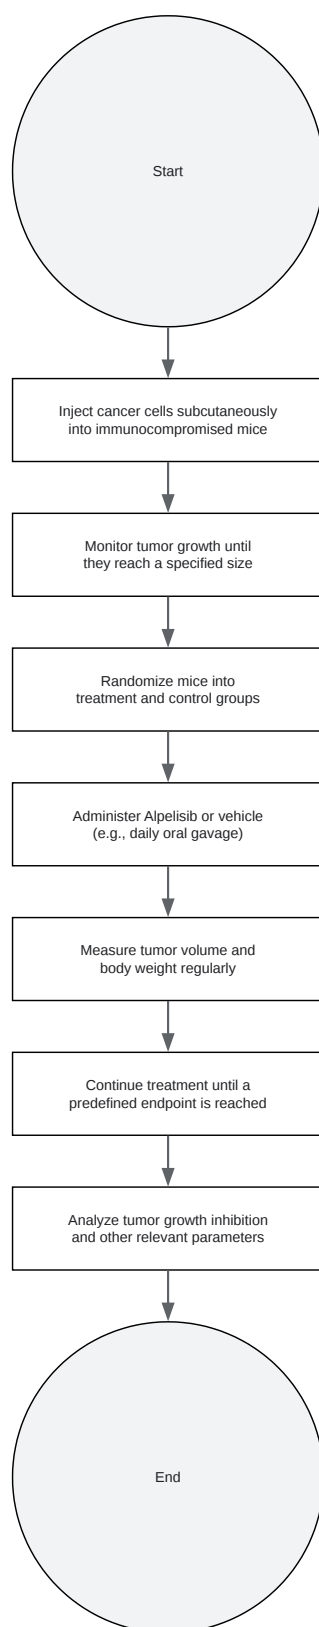 Start
Inject cancer cells subcutaneously
into immunocompromised mice
Monitor tumor growth until
they reach a specified size
Randomize mice into
treatment and control groups
Administer Alpelisib or vehicle
(e.g., daily oral gavage)
Measure tumor volume and
body weight regularly
Continue treatment until a
predefined endpoint is reached
Analyze tumor growth inhibition
and other relevant parameters
End